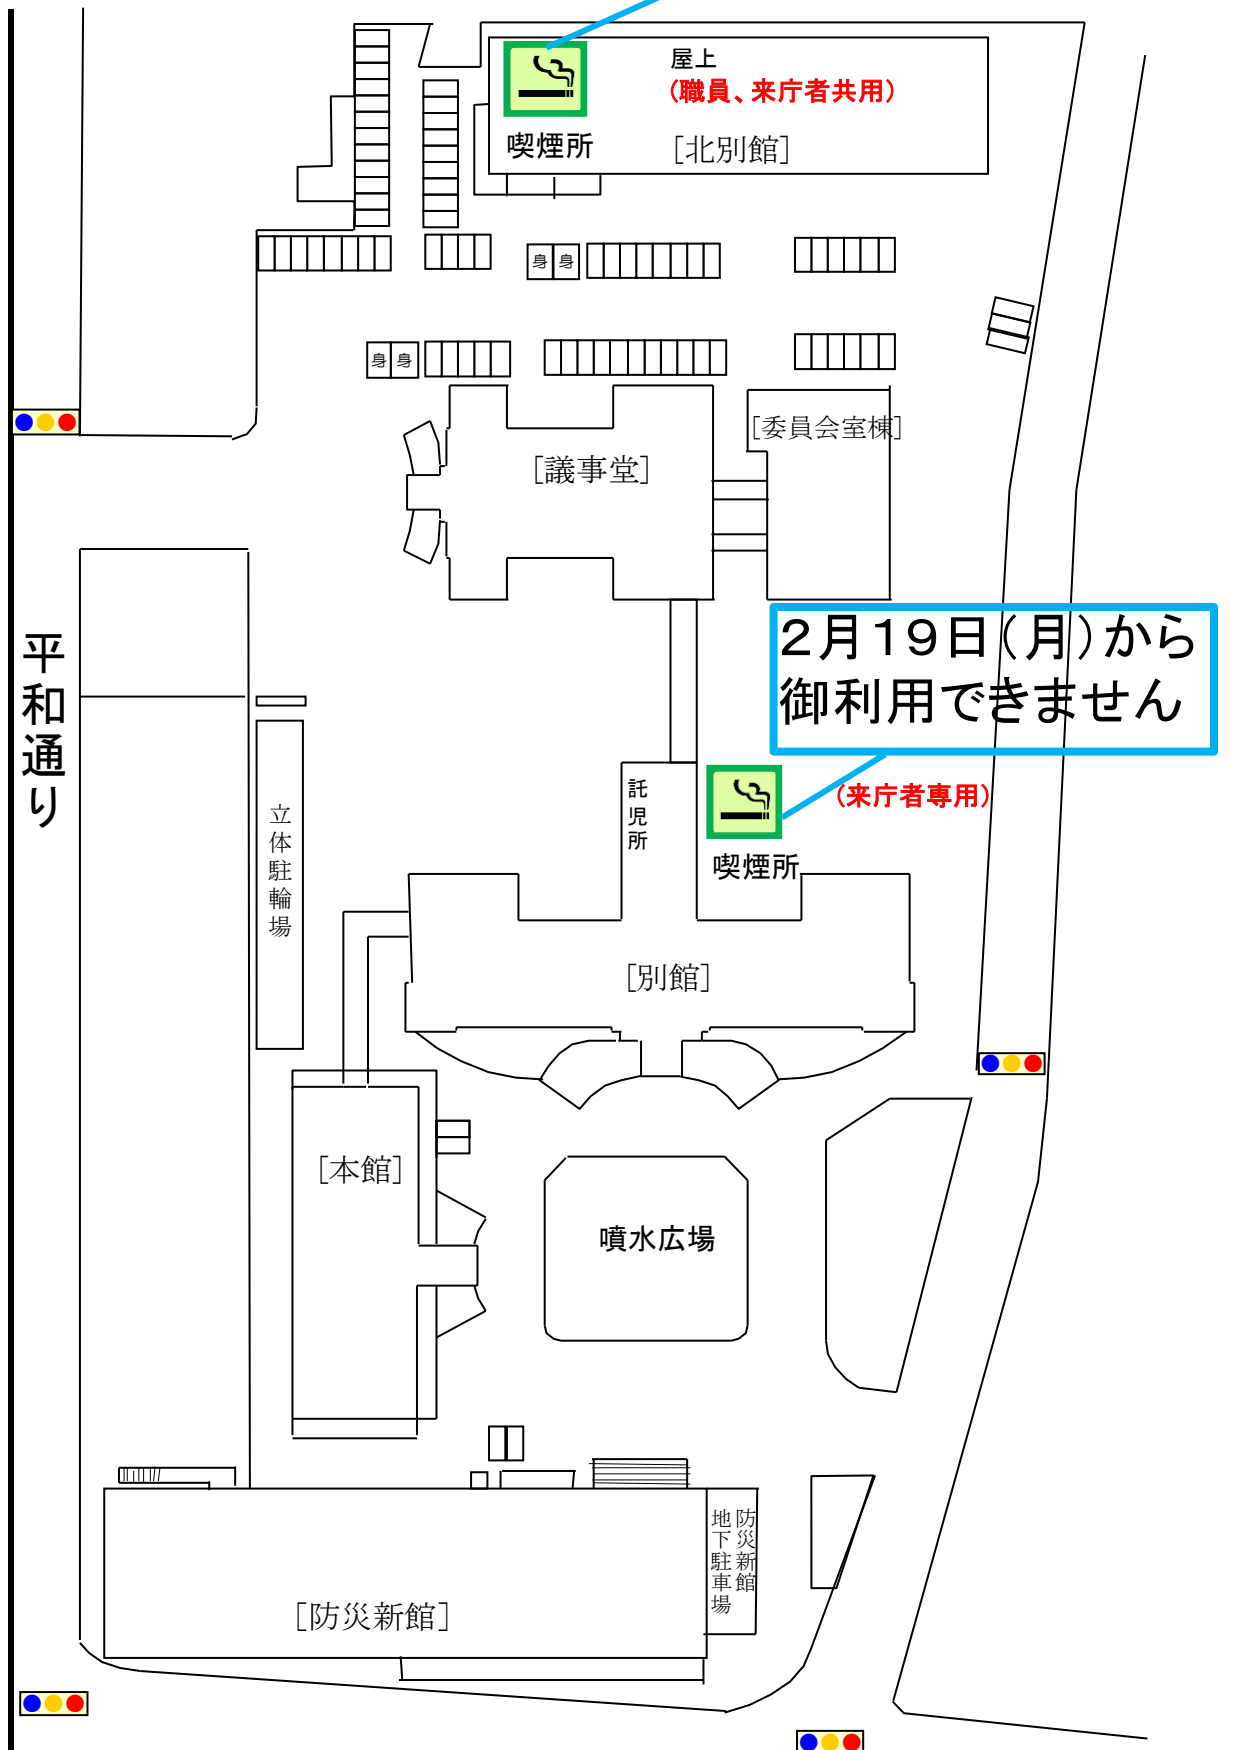 屋上
(職員、来庁者共用)
喫煙所
[北別館]
身 身
身 身
[委員会室棟]
[議事堂]
2月19日(月)から
御利用できません
平和通り
託児所
(来庁者専用)
喫煙所
立体駐輪場
[別館]
[本館]
噴水広場
防災新館
地下駐車場
[防災新館]